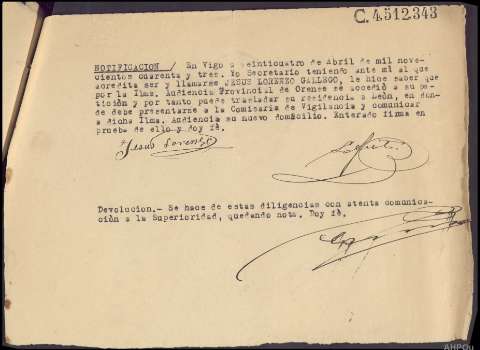 C.4.512.343
NOTIFICACION / En Vigo a veinticuatro de Abril de mil nove-
cientos cuarenta y tres. Yo Secretario teniendo ante mí al que
acredita ser y llamarse JESUS LORENZO GALLEGO, le hice saber que
por la Ilma. Audiencia Provincial de Orense se accedió a su pe-
tición y por tanto puede trasladar su residencia a León, en don-
de debe presentarse a la Comisaría de Vigilancia y comunicar
a dicha Ilma. Audiencia su nuevo domicilio. Enterado firma en
prueba de ello y doy fé.
Jesus Lorenzo
Devolucion.- Se hace de estas diligencias con atenta comunica-
ción a la Superioridad, quedando nota. Doy fé.
AHPOu